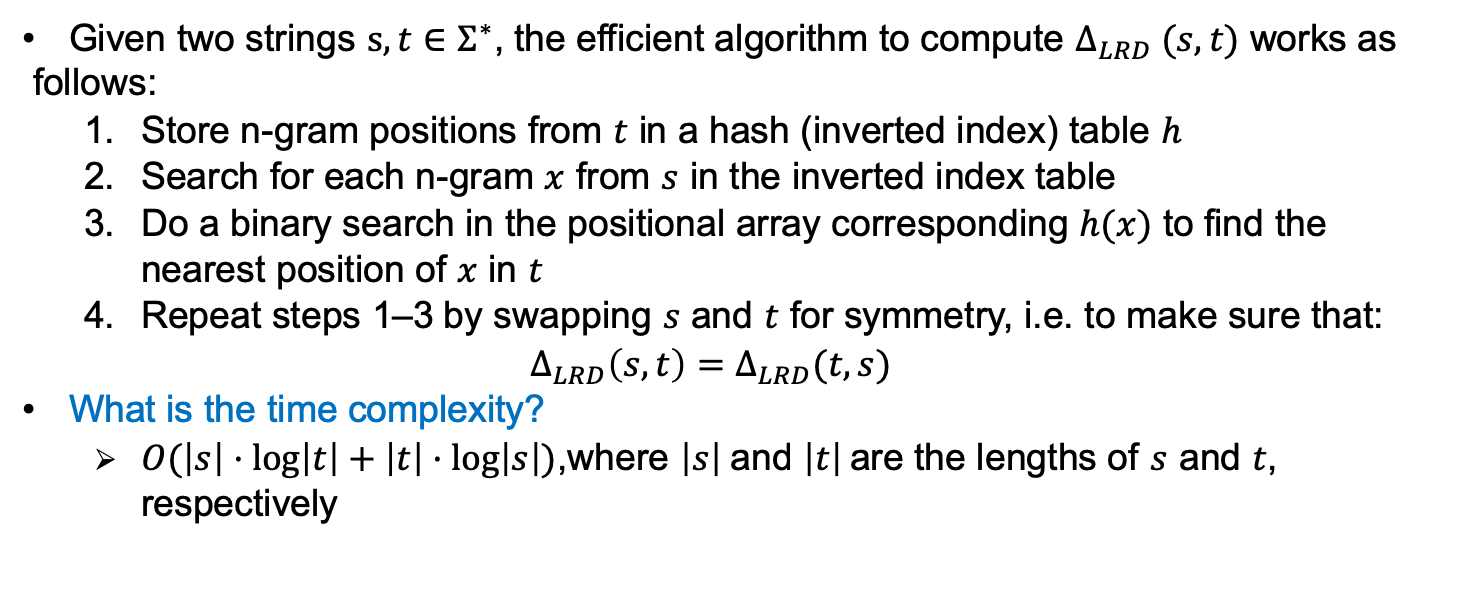 • Given two strings s, t ∈ Σ*, the efficient algorithm to compute Δ_LRD (s, t) works as
follows:
1. Store n-gram positions from t in a hash (inverted index) table h
2. Search for each n-gram x from s in the inverted index table
3. Do a binary search in the positional array corresponding h(x) to find the
nearest position of x in t
4. Repeat steps 1–3 by swapping s and t for symmetry, i.e. to make sure that:
Δ_LRD(s, t) = Δ_LRD(t, s)
• What is the time complexity?
➢ O(|s| · log|t| + |t| · log|s|),where |s| and |t| are the lengths of s and t,
respectively